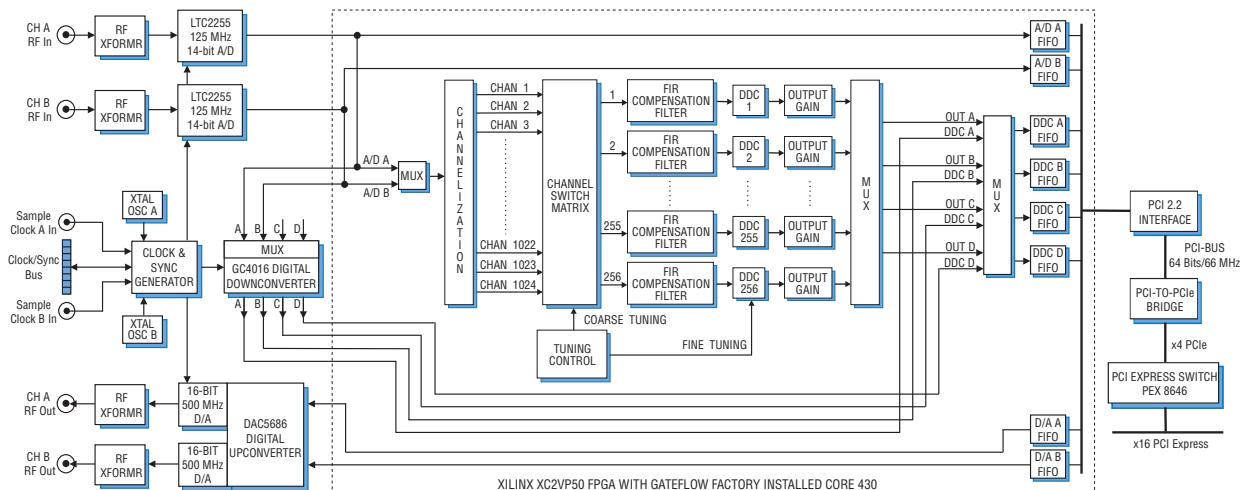 CH A
RF In
RF
XFORMR
LTC2255
125 MHz
14-bit A/D
CH B
RF In
RF
XFORMR
LTC2255
125 MHz
14-bit A/D
XTAL
OSC A
Sample
Clock A In
Clock/Sync
Bus
Sample
Clock B In
CLOCK &
SYNC
GENERATOR
XTAL
OSC B
A
B
C
D
MUX
GC4016 DIGITAL
DOWNCONVERTER
A
B
C
D
A/D A
A/D B
MUX
CHANNELIZATION
CHAN 1
CHAN 2
CHAN 3
CHAN 1022
CHAN 1023
CHAN 1024
CHANNEL
SWITCH
MATRIX
1
2
255
256
FIR
COMPENSATION
FILTER
DDC
1
OUTPUT
GAIN
FIR
COMPENSATION
FILTER
DDC
2
OUTPUT
GAIN
FIR
COMPENSATION
FILTER
DDC
255
OUTPUT
GAIN
FIR
COMPENSATION
FILTER
DDC
256
OUTPUT
GAIN
COARSE TUNING
TUNING
CONTROL
FINE TUNING
MUX
OUT A
DDC A
OUT B
DDC B
OUT C
DDC C
OUT D
DDC D
MUX
A/D A
FIFO
A/D B
FIFO
DDC A
FIFO
DDC B
FIFO
DDC C
FIFO
DDC D
FIFO
D/A A
FIFO
D/A B
FIFO
PCI 2.2
INTERFACE
PCI-BUS
64 Bits/66 MHz
PCI-TO-PCIe
BRIDGE
x4 PCIe
PCI EXPRESS SWITCH
PEX 8646
x16 PCI Express
CH A
RF Out
RF
XFORMR
16-BIT
500 MHz
D/A
CH B
RF Out
RF
XFORMR
16-BIT
500 MHz
D/A
DAC5686
DIGITAL
UPCONVERTER
XILINX XC2VP50 FPGA WITH GATEFLOW FACTORY INSTALLED CORE 430